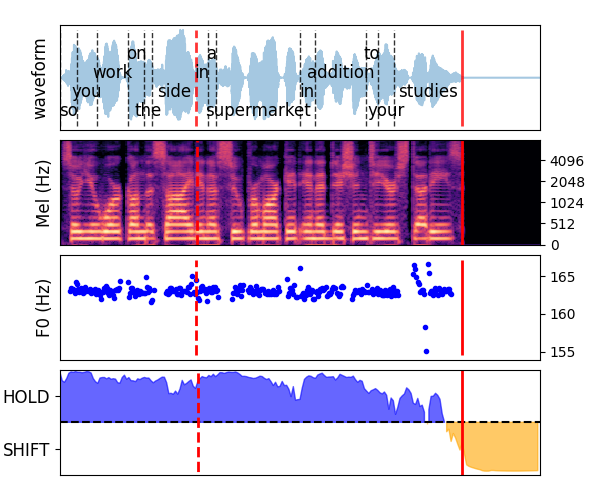 waveform
on a to
work in addition
you side in studies
so the supermarket your
Mel (Hz)
4096
2048
1024
512
0
F0 (Hz)
165
160
155
HOLD
SHIFT